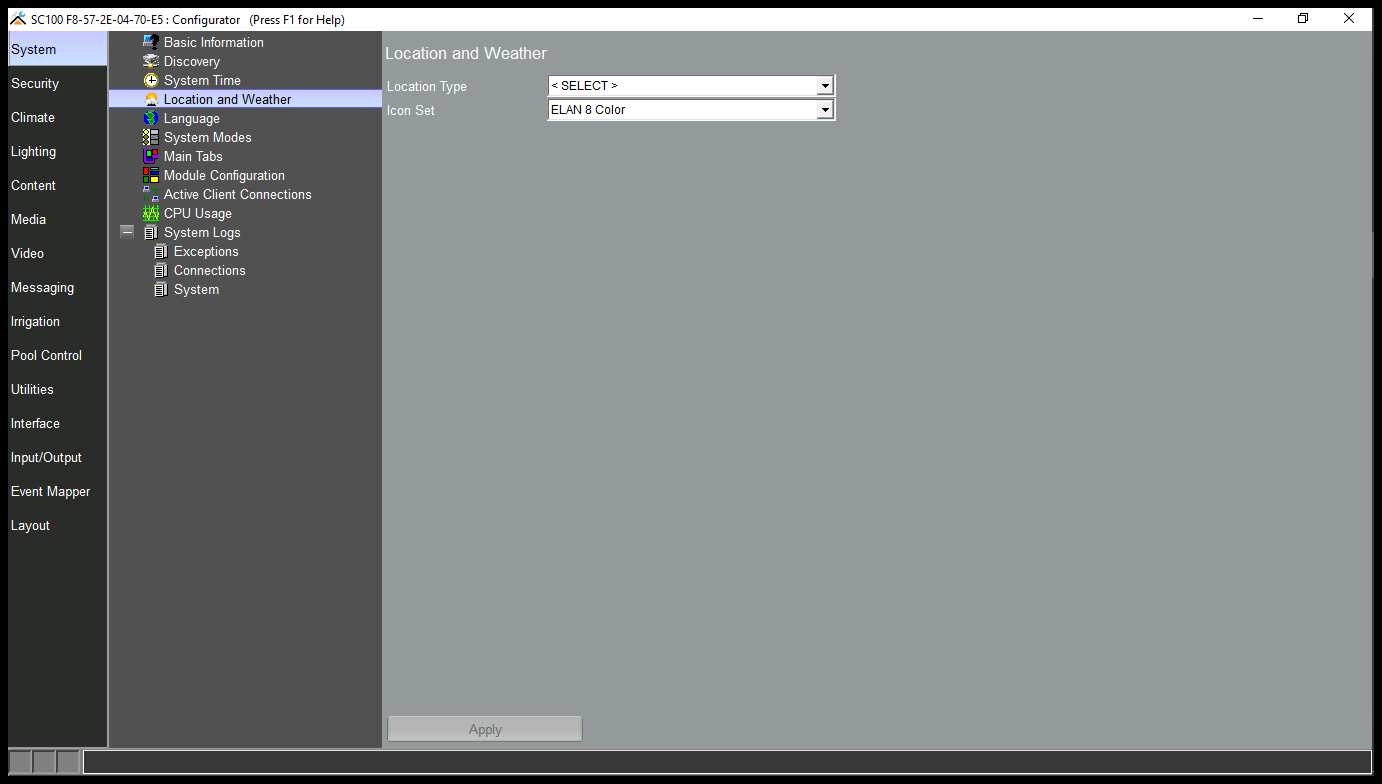 SC100 F8-57-2E-04-70-E5 : Configurator (Press F1 for Help)
System
Security
Climate
Lighting
Content
Media
Video
Messaging
Irrigation
Pool Control
Utilities
Interface
Input/Output
Event Mapper
Layout
Basic Information
Discovery
System Time
Location and Weather
Language
System Modes
Main Tabs
Module Configuration
Active Client Connections
CPU Usage
System Logs
Exceptions
Connections
System
Location and Weather
Location Type < SELECT >
Icon Set ELAN 8 Color
Apply